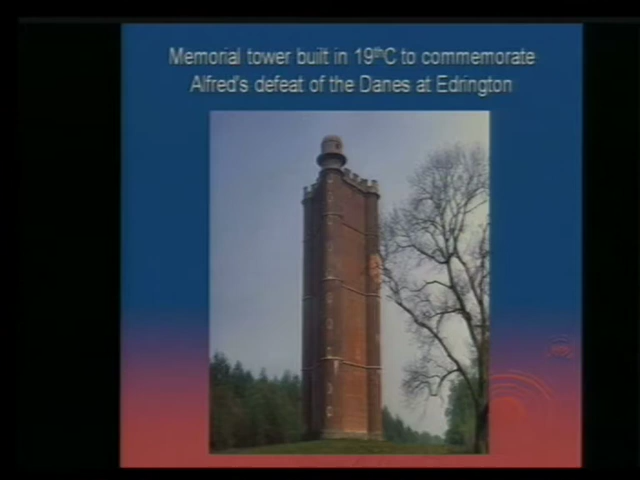 Memorial tower built in 19thC to commemorate
Alfred's defeat of the Danes at Edrington